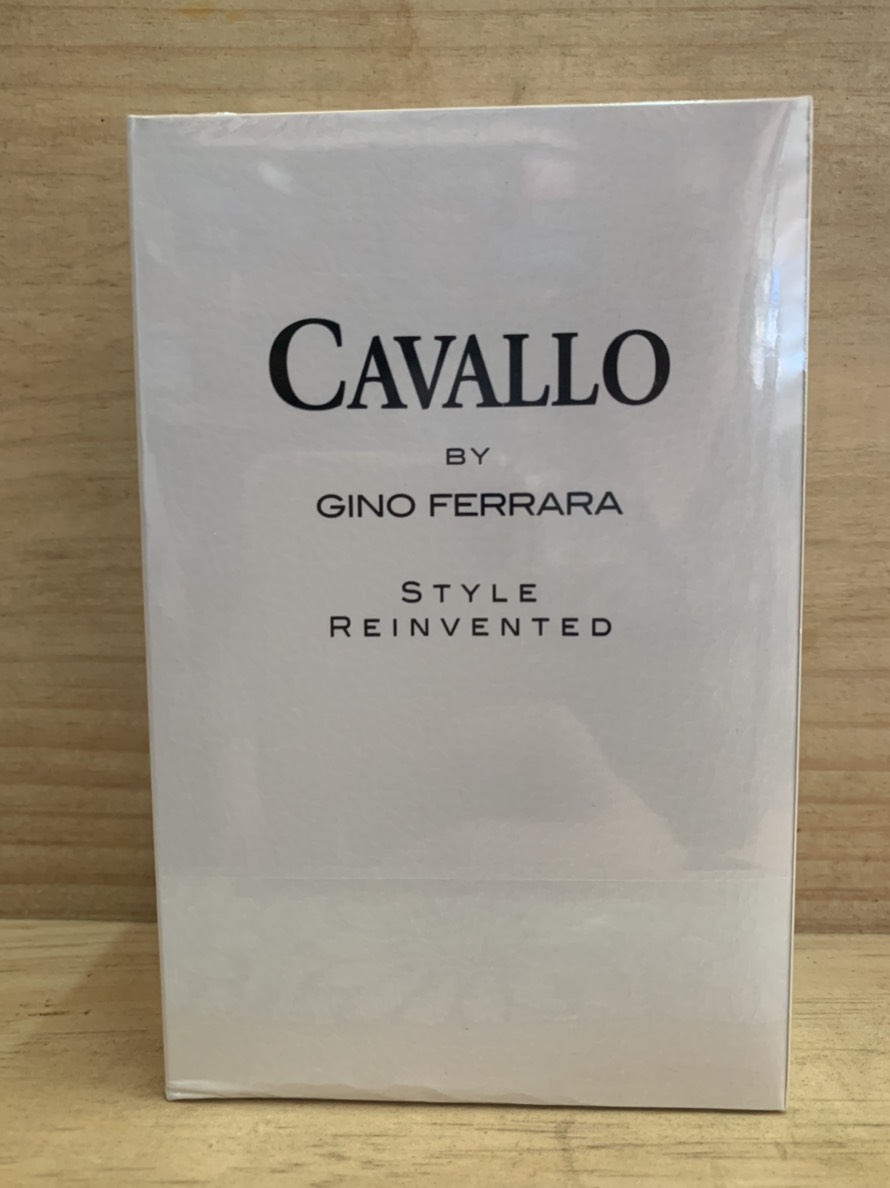 CAVALLO
BY
GINO FERRARA
STYLE
REINVENTED